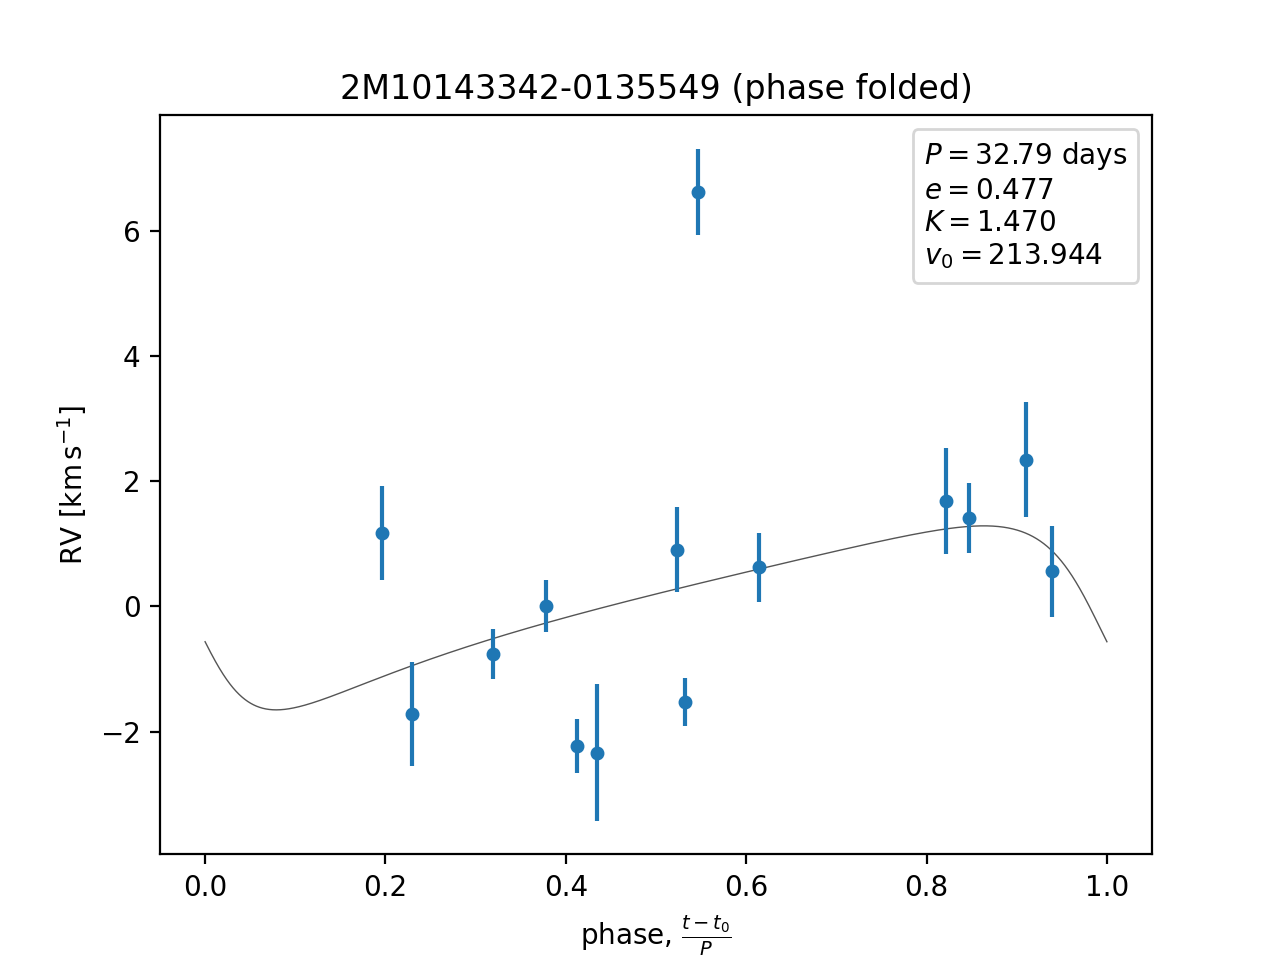 2M10143342-0135549 (phase folded)
P = 32.79 days
e = 0.477
K = 1.470
v₀ = 213.944
RV [km s⁻¹]
6
4
2
0
−2
0.0 0.2 0.4 0.6 0.8 1.0
phase, (t − t₀)/P